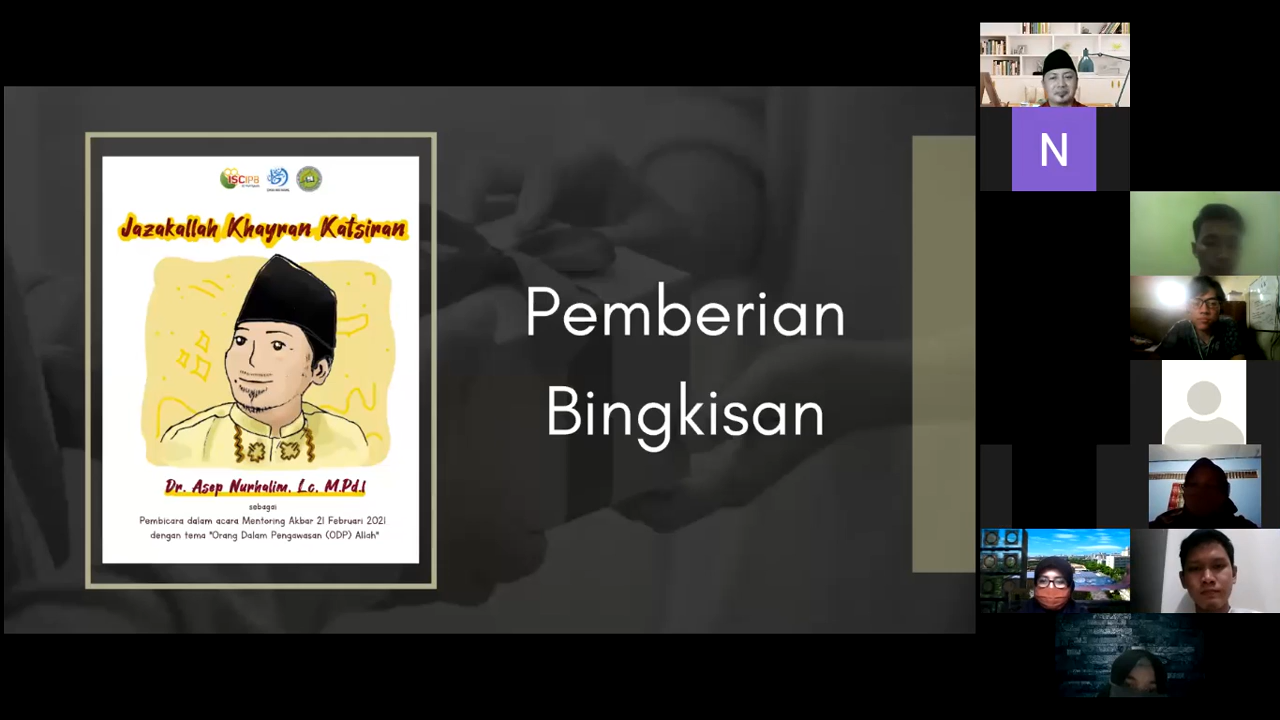 ISCIPB
Jazakallah Khayran Katsiran
Dr. Asep Nurhalim, Lc, M.Pd.I
sebagai
Pembicara dalam acara Mentoring Akbar 21 Februari 2021
dengan tema "Orang Dalam Pengawasan (ODP) Allah"
Pemberian
Bingkisan
N